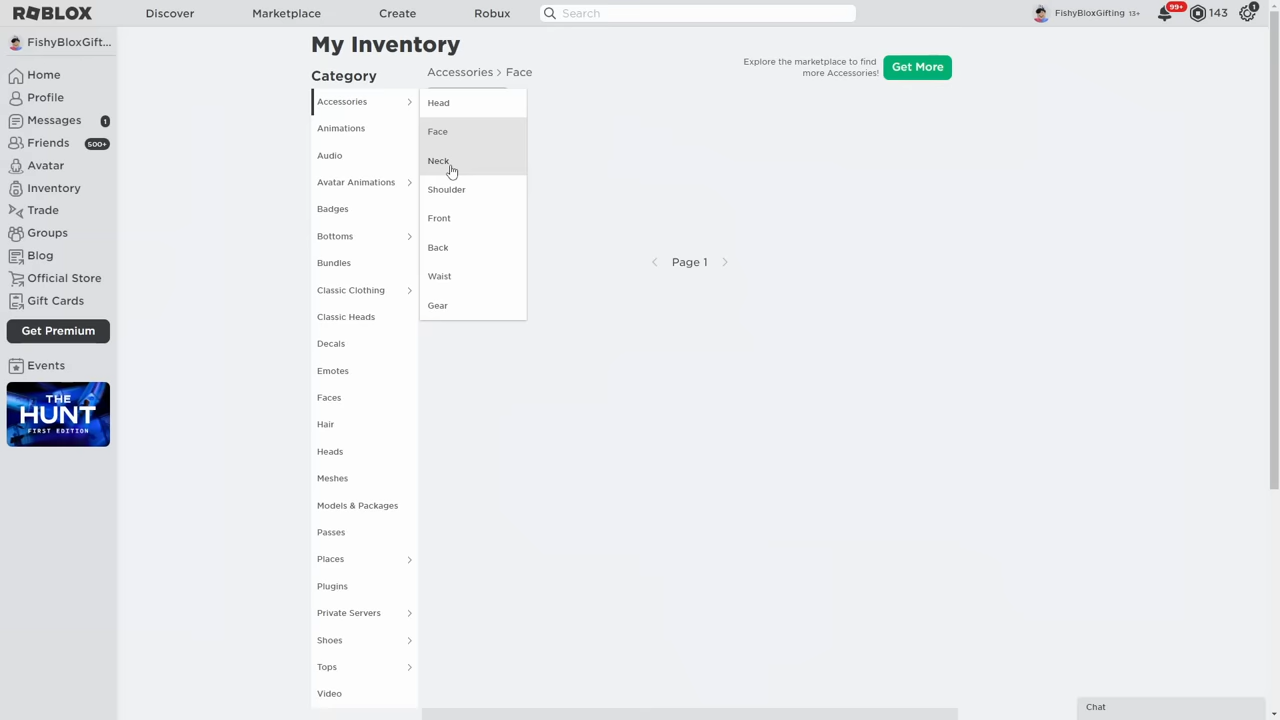 ROBLOX
Discover
Marketplace
Create
Robux
Search
FishyBloxGifting 13+
99+
143
1
FishyBloxGift...
Home
Profile
Messages 1
Friends 500+
Avatar
Inventory
Trade
Groups
Blog
Official Store
Gift Cards
Get Premium
Events
THE
HUNT
FIRST EDITION
My Inventory
Category
Accessories > Face
Explore the marketplace to find
more Accessories!
Get More
Accessories
Animations
Audio
Avatar Animations
Badges
Bottoms
Bundles
Classic Clothing
Classic Heads
Decals
Emotes
Faces
Hair
Heads
Meshes
Models & Packages
Passes
Places
Plugins
Private Servers
Shoes
Tops
Video
Head
Face
Neck
Shoulder
Front
Back
Waist
Gear
Page 1
Chat